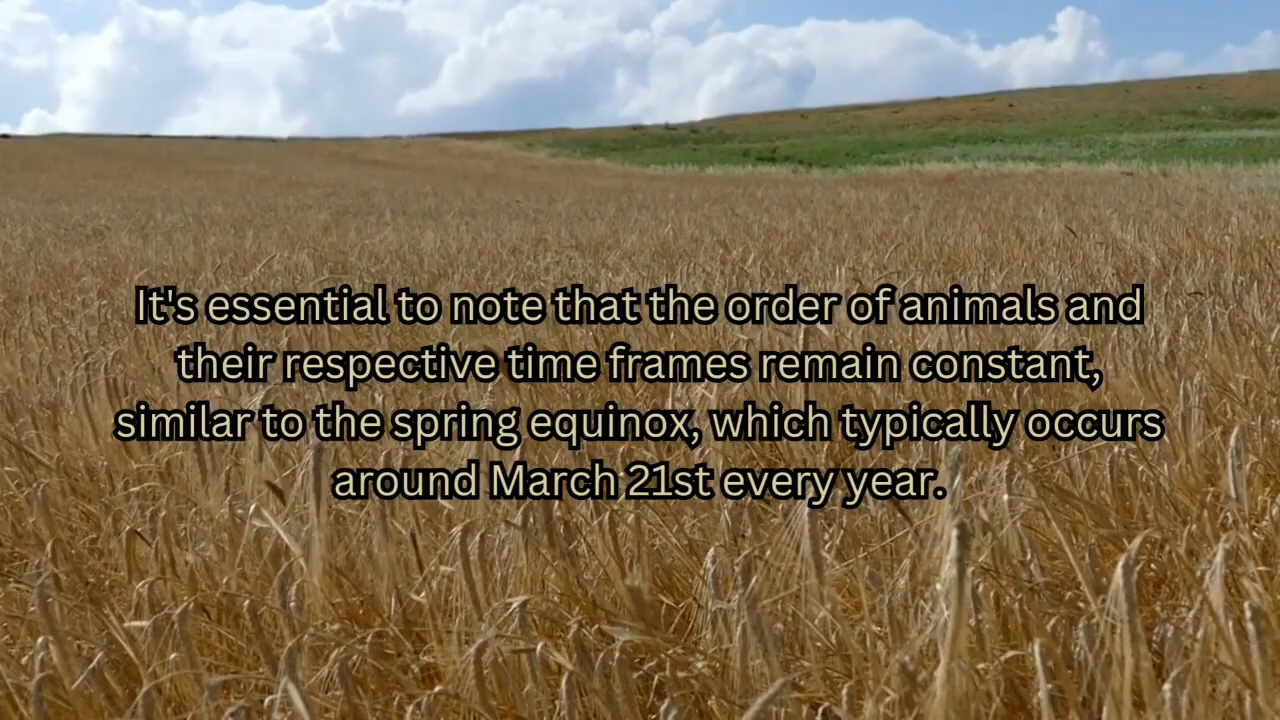 It's essential to note that the order of animals and
their respective time frames remain constant,
similar to the spring equinox, which typically occurs
around March 21st every year.